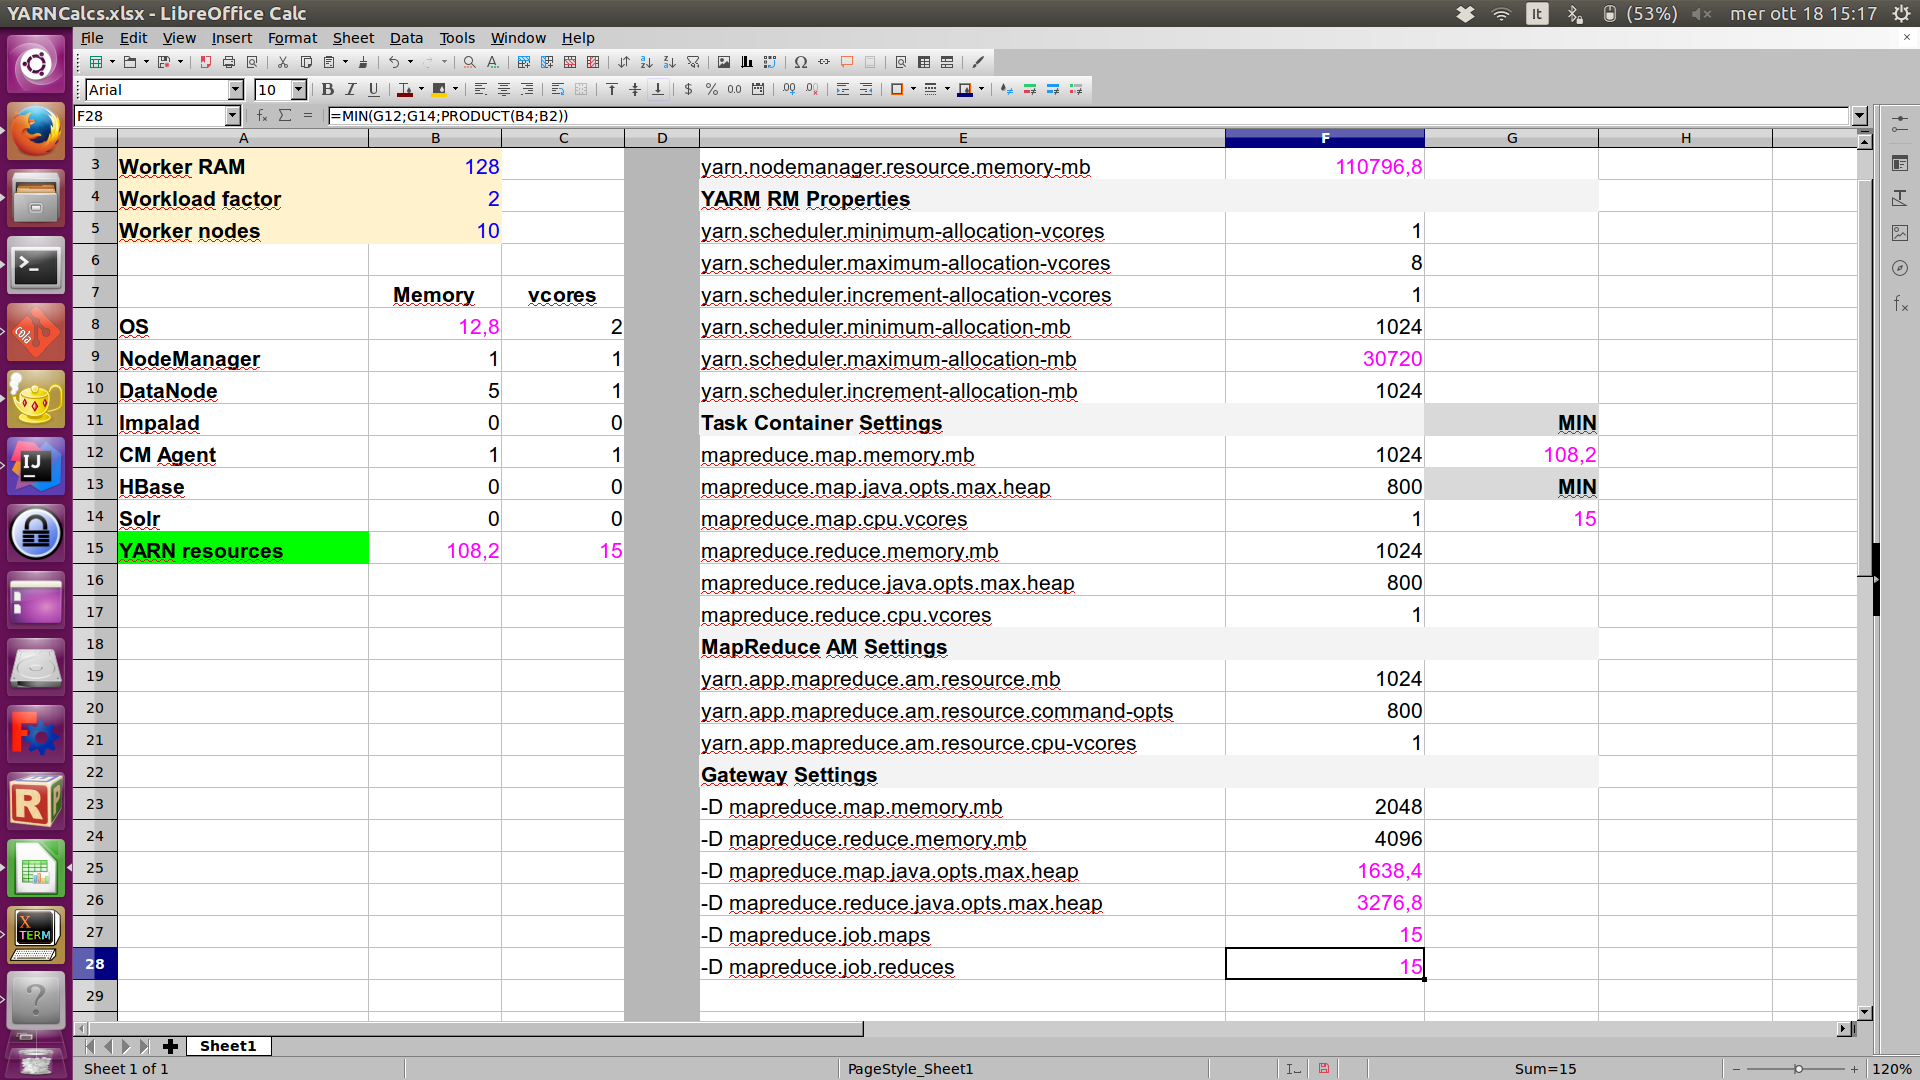 YARNCalcs.xlsx - LibreOffice Calc
It (53%) mer ott 18 15:17
File Edit View Insert Format Sheet Data Tools Window Help
Arial 10
F28 =MIN(G12;G14;PRODUCT(B4;B2))
A B C D E F G H
3 Worker RAM 128 yarn.nodemanager.resource.memory-mb 110796,8
4 Workload factor 2 YARM RM Properties
5 Worker nodes 10 yarn.scheduler.minimum-allocation-vcores 1
6 yarn.scheduler.maximum-allocation-vcores 8
7 Memory vcores yarn.scheduler.increment-allocation-vcores 1
8 OS 12,8 2 yarn.scheduler.minimum-allocation-mb 1024
9 NodeManager 1 1 yarn.scheduler.maximum-allocation-mb 30720
10 DataNode 5 1 yarn.scheduler.increment-allocation-mb 1024
11 Impalad 0 0 Task Container Settings MIN
12 CM Agent 1 1 mapreduce.map.memory.mb 1024 108,2
13 HBase 0 0 mapreduce.map.java.opts.max.heap 800 MIN
14 Solr 0 0 mapreduce.map.cpu.vcores 1 15
15 YARN resources 108,2 15 mapreduce.reduce.memory.mb 1024
16 mapreduce.reduce.java.opts.max.heap 800
17 mapreduce.reduce.cpu.vcores 1
18 MapReduce AM Settings
19 yarn.app.mapreduce.am.resource.mb 1024
20 yarn.app.mapreduce.am.resource.command-opts 800
21 yarn.app.mapreduce.am.resource.cpu-vcores 1
22 Gateway Settings
23 -D mapreduce.map.memory.mb 2048
24 -D mapreduce.reduce.memory.mb 4096
25 -D mapreduce.map.java.opts.max.heap 1638,4
26 -D mapreduce.reduce.java.opts.max.heap 3276,8
27 -D mapreduce.job.maps 15
28 -D mapreduce.job.reduces 15
29
Sheet1
Sheet 1 of 1 PageStyle_Sheet1 Sum=15 120%